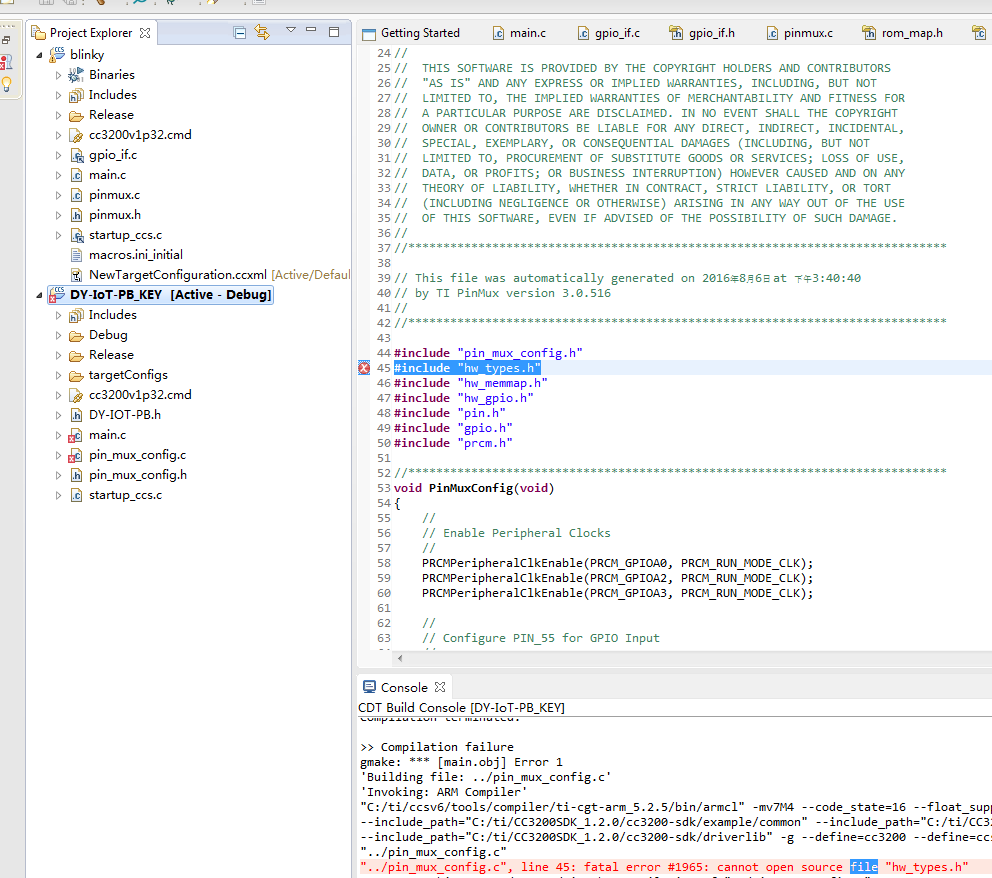 Project Explorer
blinky
Binaries
Includes
Release
cc3200v1p32.cmd
gpio_if.c
main.c
pinmux.c
pinmux.h
startup_ccs.c
macros.ini_initial
NewTargetConfiguration.ccxml [Active/Defaul
DY-IoT-PB_KEY [Active - Debug]
Includes
Debug
Release
targetConfigs
cc3200v1p32.cmd
DY-IOT-PB.h
main.c
pin_mux_config.c
pin_mux_config.h
startup_ccs.c
Getting Started main.c gpio_if.c gpio_if.h pinmux.c rom_map.h
24 //
25 // THIS SOFTWARE IS PROVIDED BY THE COPYRIGHT HOLDERS AND CONTRIBUTORS
26 // "AS IS" AND ANY EXPRESS OR IMPLIED WARRANTIES, INCLUDING, BUT NOT
27 // LIMITED TO, THE IMPLIED WARRANTIES OF MERCHANTABILITY AND FITNESS FOR
28 // A PARTICULAR PURPOSE ARE DISCLAIMED. IN NO EVENT SHALL THE COPYRIGHT
29 // OWNER OR CONTRIBUTORS BE LIABLE FOR ANY DIRECT, INDIRECT, INCIDENTAL,
30 // SPECIAL, EXEMPLARY, OR CONSEQUENTIAL DAMAGES (INCLUDING, BUT NOT
31 // LIMITED TO, PROCUREMENT OF SUBSTITUTE GOODS OR SERVICES; LOSS OF USE,
32 // DATA, OR PROFITS; OR BUSINESS INTERRUPTION) HOWEVER CAUSED AND ON ANY
33 // THEORY OF LIABILITY, WHETHER IN CONTRACT, STRICT LIABILITY, OR TORT
34 // (INCLUDING NEGLIGENCE OR OTHERWISE) ARISING IN ANY WAY OUT OF THE USE
35 // OF THIS SOFTWARE, EVEN IF ADVISED OF THE POSSIBILITY OF SUCH DAMAGE.
36 //
37 //*****************************************************************************
38
39 // This file was automatically generated on 2016年8月6日 at 下午3:40:40
40 // by TI PinMux version 3.0.516
41 //
42 //*****************************************************************************
43
44 #include "pin_mux_config.h"
45 #include "hw_types.h"
46 #include "hw_memmap.h"
47 #include "hw_gpio.h"
48 #include "pin.h"
49 #include "gpio.h"
50 #include "prcm.h"
51
52 //*****************************************************************************
53 void PinMuxConfig(void)
54 {
55 //
56 // Enable Peripheral Clocks
57 //
58 PRCMPeripheralClkEnable(PRCM_GPIOA0, PRCM_RUN_MODE_CLK);
59 PRCMPeripheralClkEnable(PRCM_GPIOA2, PRCM_RUN_MODE_CLK);
60 PRCMPeripheralClkEnable(PRCM_GPIOA3, PRCM_RUN_MODE_CLK);
61
62 //
63 // Configure PIN_55 for GPIO Input
Console
CDT Build Console [DY-IoT-PB_KEY]
Compilation terminated.
>> Compilation failure
gmake: *** [main.obj] Error 1
'Building file: ../pin_mux_config.c'
'Invoking: ARM Compiler'
"C:/ti/ccsv6/tools/compiler/ti-cgt-arm_5.2.5/bin/armcl" -mv7M4 --code_state=16 --float_supp
--include_path="C:/ti/CC3200SDK_1.2.0/cc3200-sdk/example/common" --include_path="C:/ti/CC3
--include_path="C:/ti/CC3200SDK_1.2.0/cc3200-sdk/driverlib" -g --define=cc3200 --define=ccs
"../pin_mux_config.c"
"../pin_mux_config.c", line 45: fatal error #1965: cannot open source file "hw_types.h"